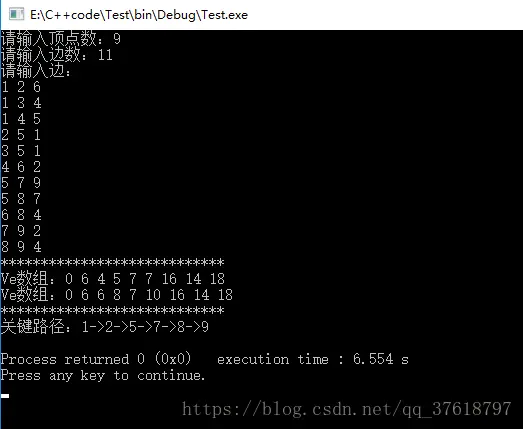 E:\C++code\Test\bin\Debug\Test.exe
请输入顶点数：9
请输入边数：11
请输入边：
1 2 6
1 3 4
1 4 5
2 5 1
3 5 1
4 6 2
5 7 9
5 8 7
6 8 4
7 9 2
8 9 4
****************************
Ve数组：0 6 4 5 7 7 16 14 18
Ve数组：0 6 6 8 7 10 16 14 18
****************************
关键路径：1->2->5->7->8->9
Process returned 0 (0x0)   execution time : 6.554 s
Press any key to continue.
https://blog.csdn.net/qq_37618797